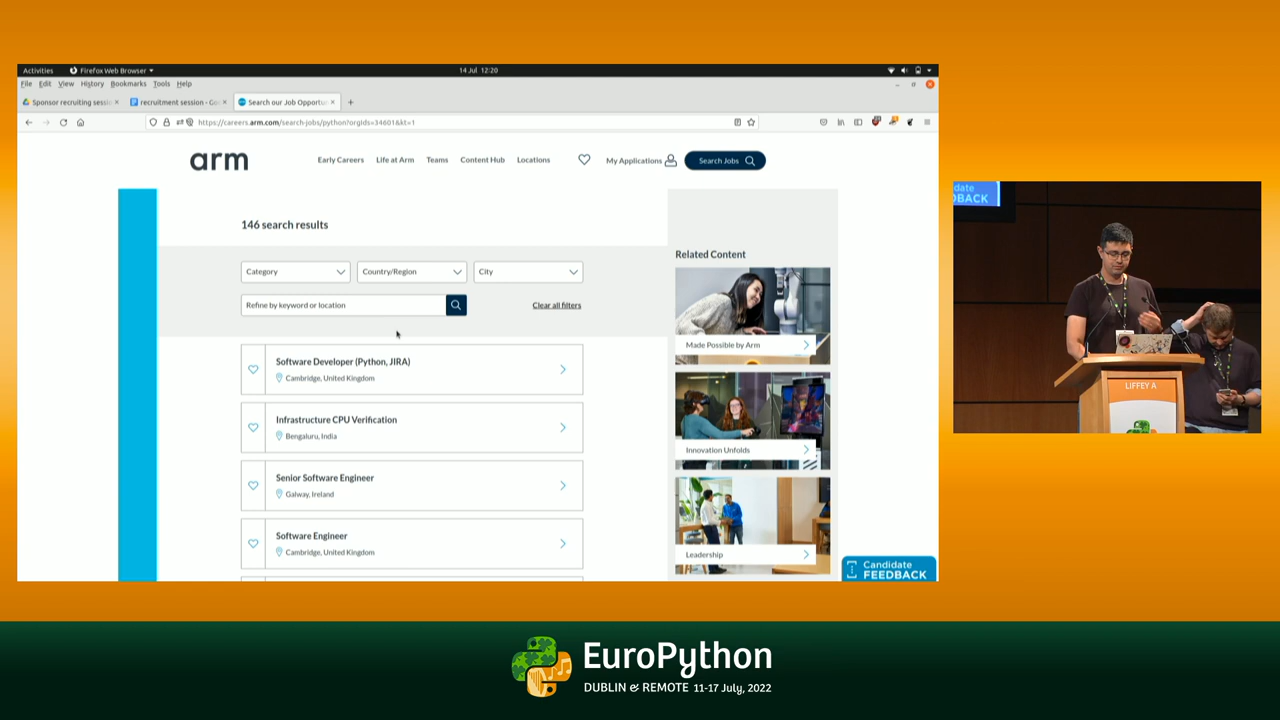 Activities
Firefox Web Browser
14 Jul 12:20
File Edit View History Bookmarks Tools Help
Sponsor recruiting sessi
recruitment session - Go
Search our Job Opportu
https://careers.arm.com/search-jobs/python?orgIds=34601&kt=1
arm
Early Careers
Life at Arm
Teams
Content Hub
Locations
My Applications
Search Jobs
146 search results
Category
Country/Region
City
Refine by keyword or location
Clear all filters
Software Developer (Python, JIRA)
Cambridge, United Kingdom
Infrastructure CPU Verification
Bengaluru, India
Senior Software Engineer
Galway, Ireland
Software Engineer
Cambridge, United Kingdom
Related Content
Made Possible by Arm
Innovation Unfolds
Leadership
Candidate
FEEDBACK
date
BACK
LIFFEY A
EuroPython
DUBLIN & REMOTE 11-17 July, 2022